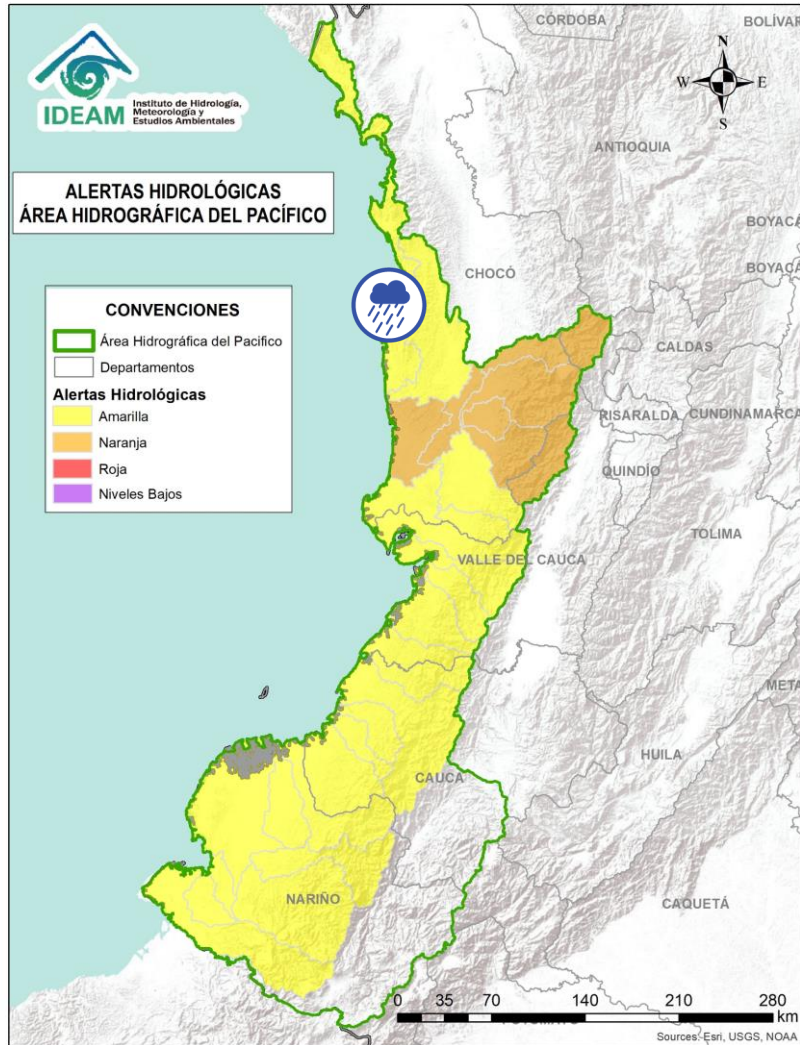 IDEAM
Instituto de Hidrología,
Meteorología y
Estudios Ambientales
ALERTAS HIDROLÓGICAS
ÁREA HIDROGRÁFICA DEL PACÍFICO
CONVENCIONES
Área Hidrográfica del Pacifico
Departamentos
Alertas Hidrológicas
Amarilla
Naranja
Roja
Niveles Bajos
N
W E
S
CÓRDOBA
BOLÍVAR
ANTIOQUIA
BOYACÁ
CHOCÓ
BOYACÁ
CALDAS
RISARALDA
CUNDINAMARCA
QUINDÍO
TOLIMA
VALLE DEL CAUCA
META
HUILA
CAUCA
NARIÑO
CAQUETÁ
0 35 70 140 210 280
km
Sources: Esri, USGS, NOAA